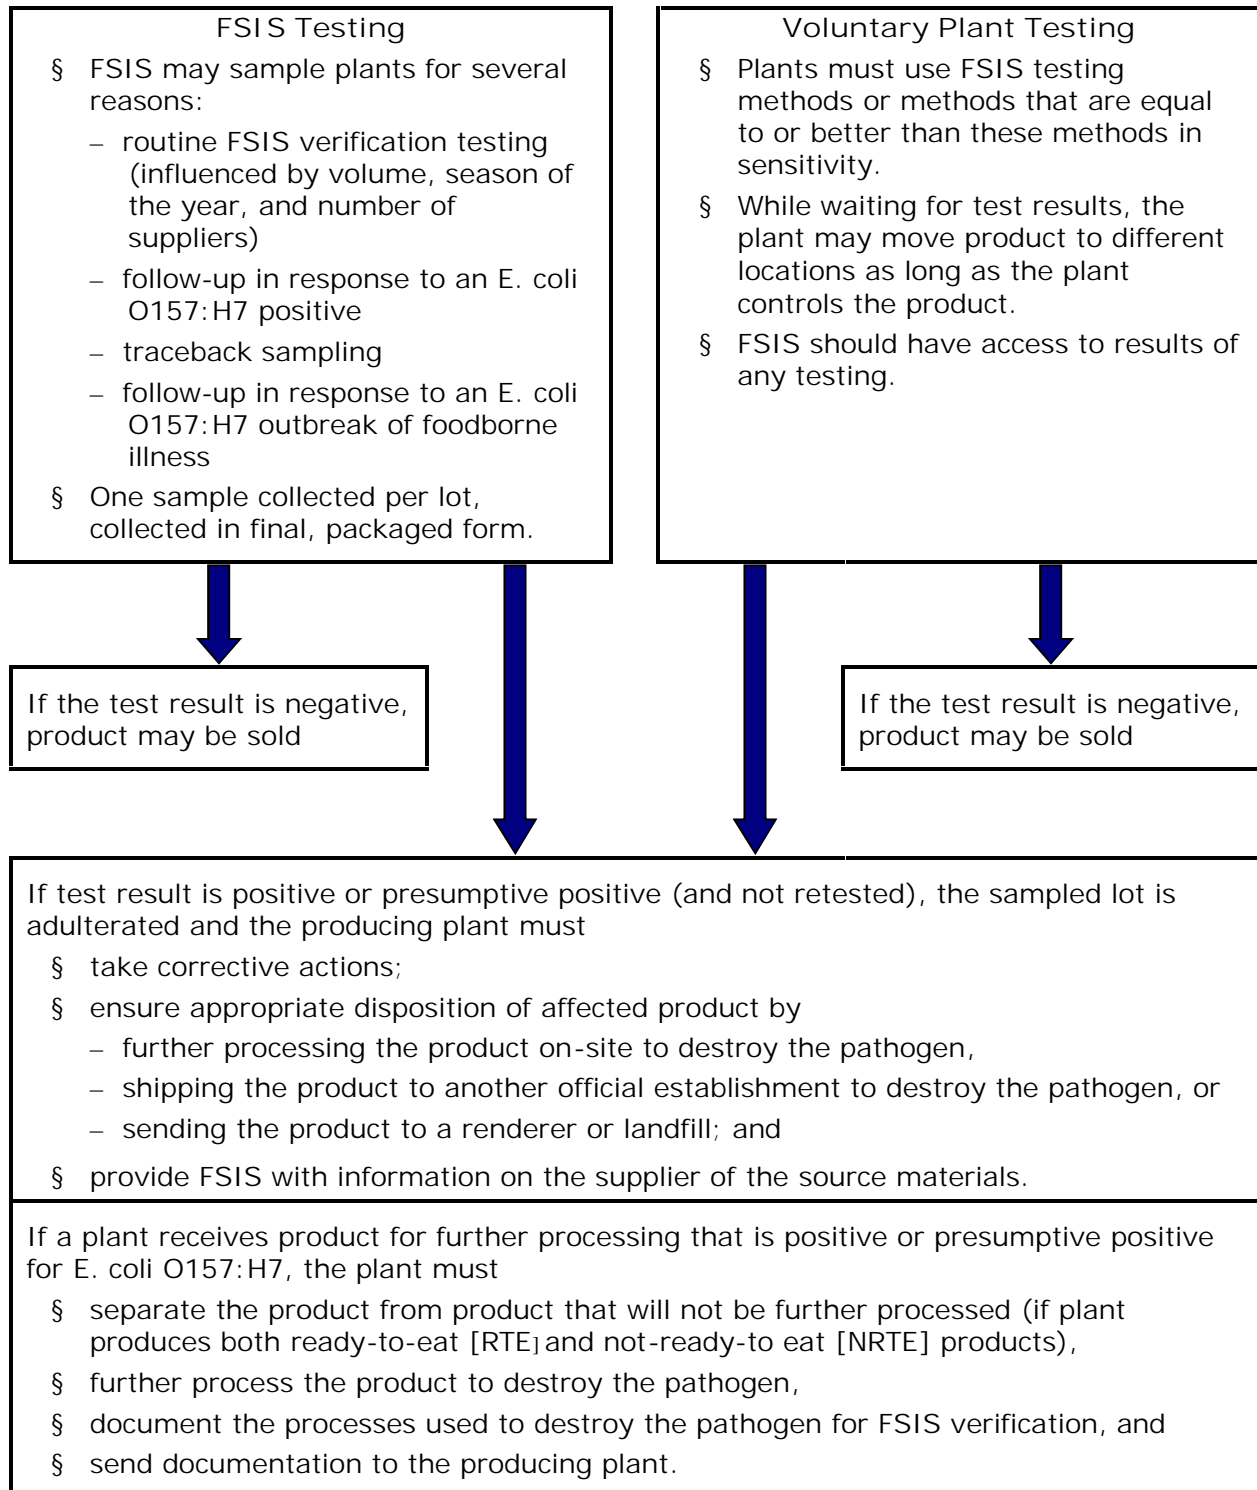 FSIS Testing
§ FSIS may sample plants for several
reasons:
– routine FSIS verification testing
(influenced by volume, season of
the year, and number of
suppliers)
– follow-up in response to an E. coli
O157:H7 positive
– traceback sampling
– follow-up in response to an E. coli
O157:H7 outbreak of foodborne
illness
§ One sample collected per lot,
collected in final, packaged form.
Voluntary Plant Testing
§ Plants must use FSIS testing
methods or methods that are equal
to or better than these methods in
sensitivity.
§ While waiting for test results, the
plant may move product to different
locations as long as the plant
controls the product.
§ FSIS should have access to results of
any testing.
If the test result is negative,
product may be sold
If the test result is negative,
product may be sold
If test result is positive or presumptive positive (and not retested), the sampled lot is
adulterated and the producing plant must
§ take corrective actions;
§ ensure appropriate disposition of affected product by
– further processing the product on-site to destroy the pathogen,
– shipping the product to another official establishment to destroy the pathogen, or
– sending the product to a renderer or landfill; and
§ provide FSIS with information on the supplier of the source materials.
If a plant receives product for further processing that is positive or presumptive positive
for E. coli O157:H7, the plant must
§ separate the product from product that will not be further processed (if plant
produces both ready-to-eat [RTE] and not-ready-to eat [NRTE] products),
§ further process the product to destroy the pathogen,
§ document the processes used to destroy the pathogen for FSIS verification, and
§ send documentation to the producing plant.